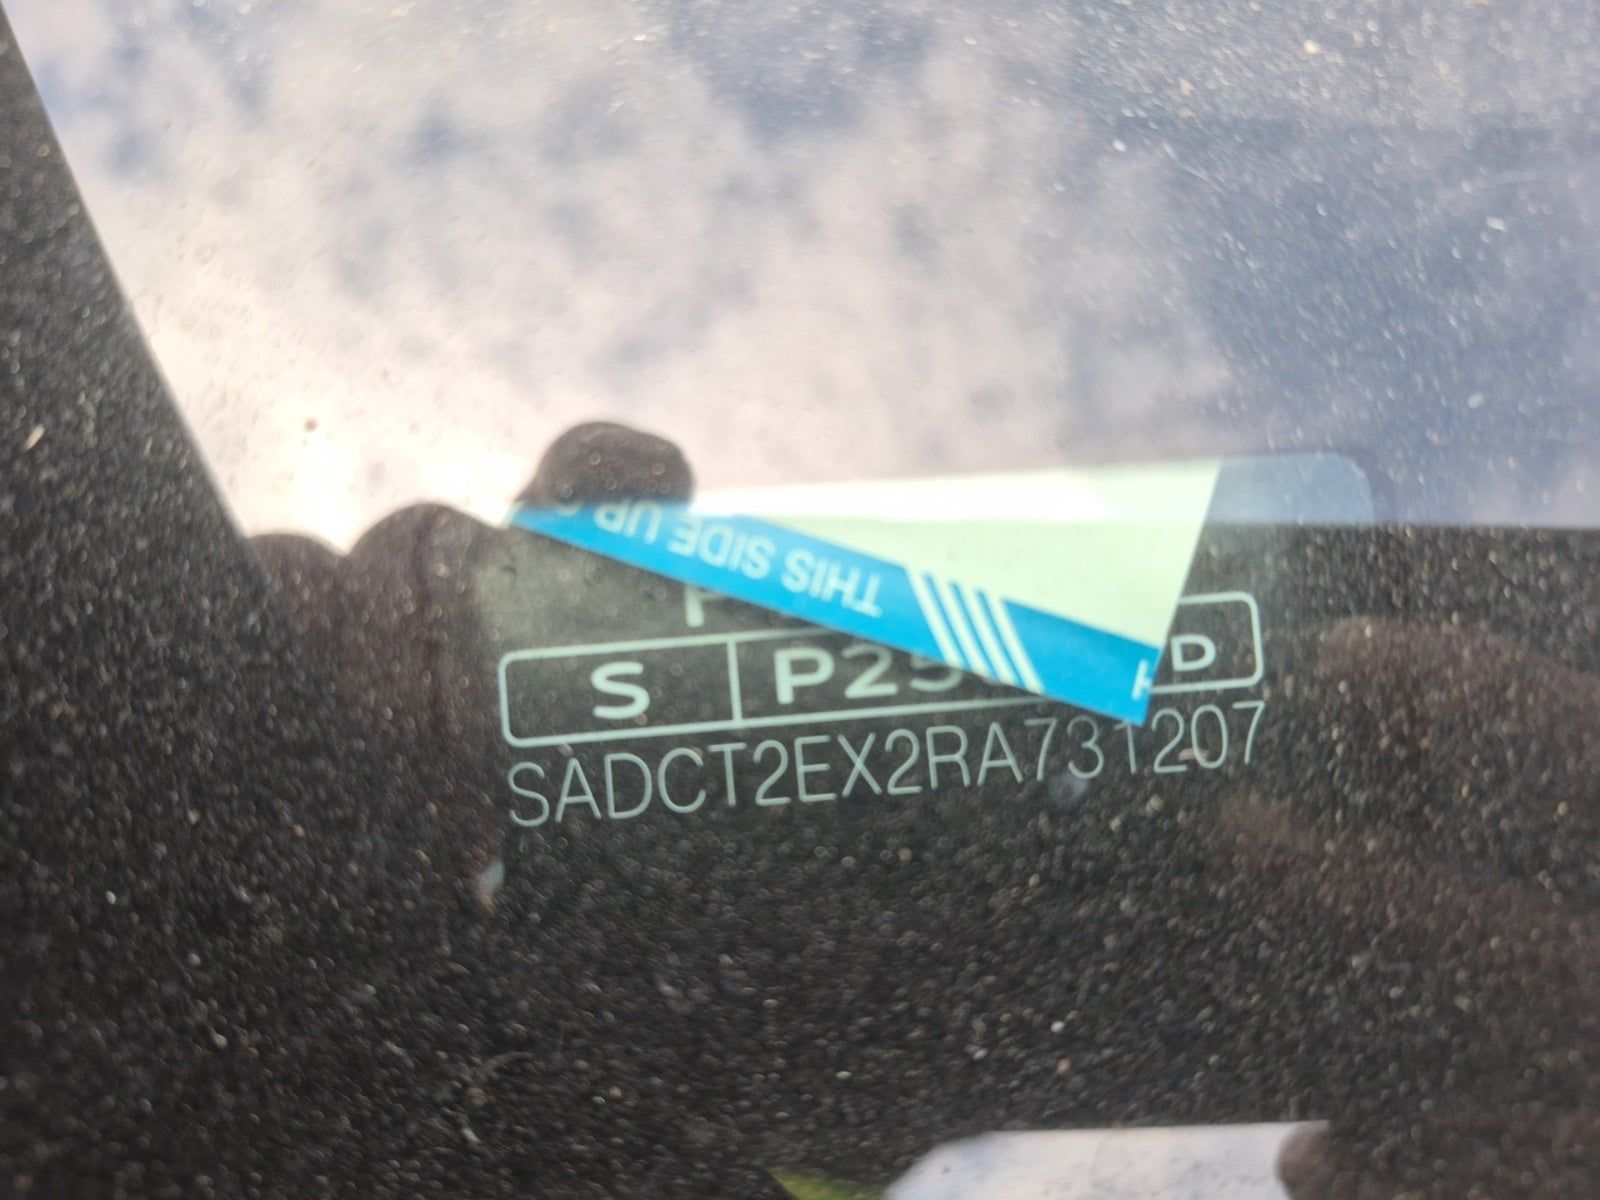 THIS SIDE UP
S P25 D
SADCT2EX2RA731207